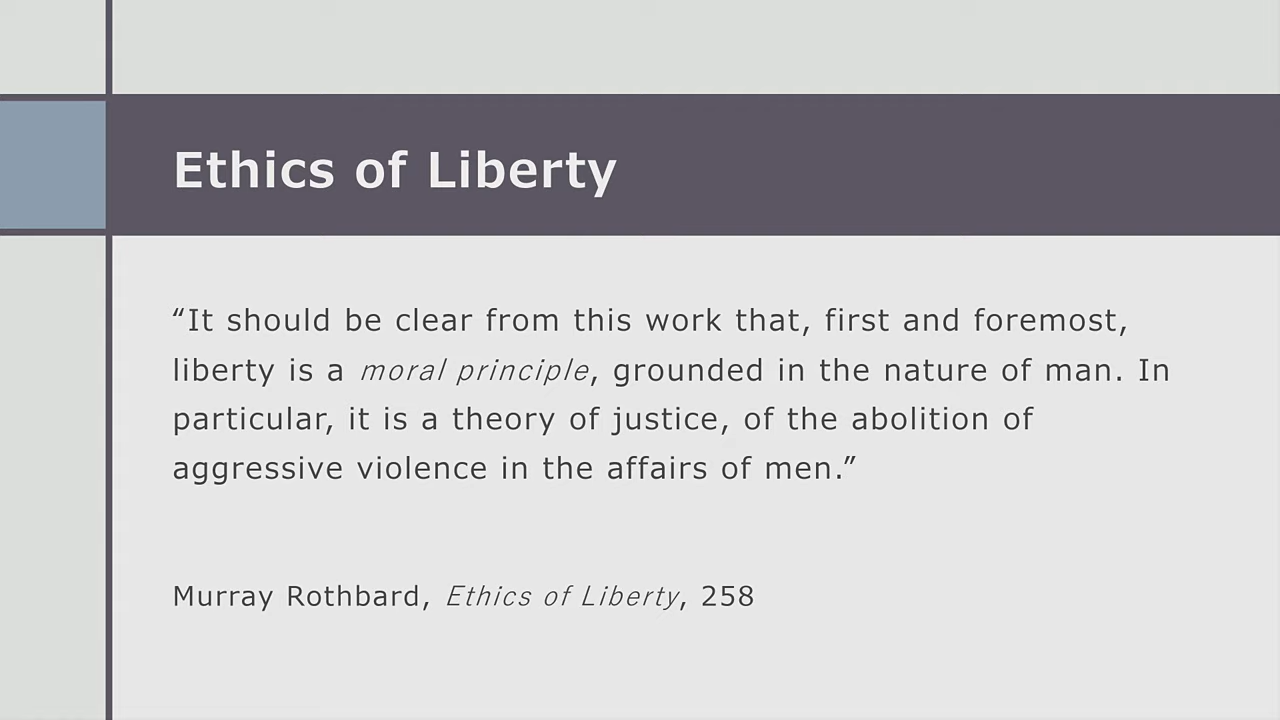 Ethics of Liberty
“It should be clear from this work that, first and foremost,
liberty is a moral principle, grounded in the nature of man. In
particular, it is a theory of justice, of the abolition of
aggressive violence in the affairs of men.”
Murray Rothbard, Ethics of Liberty, 258